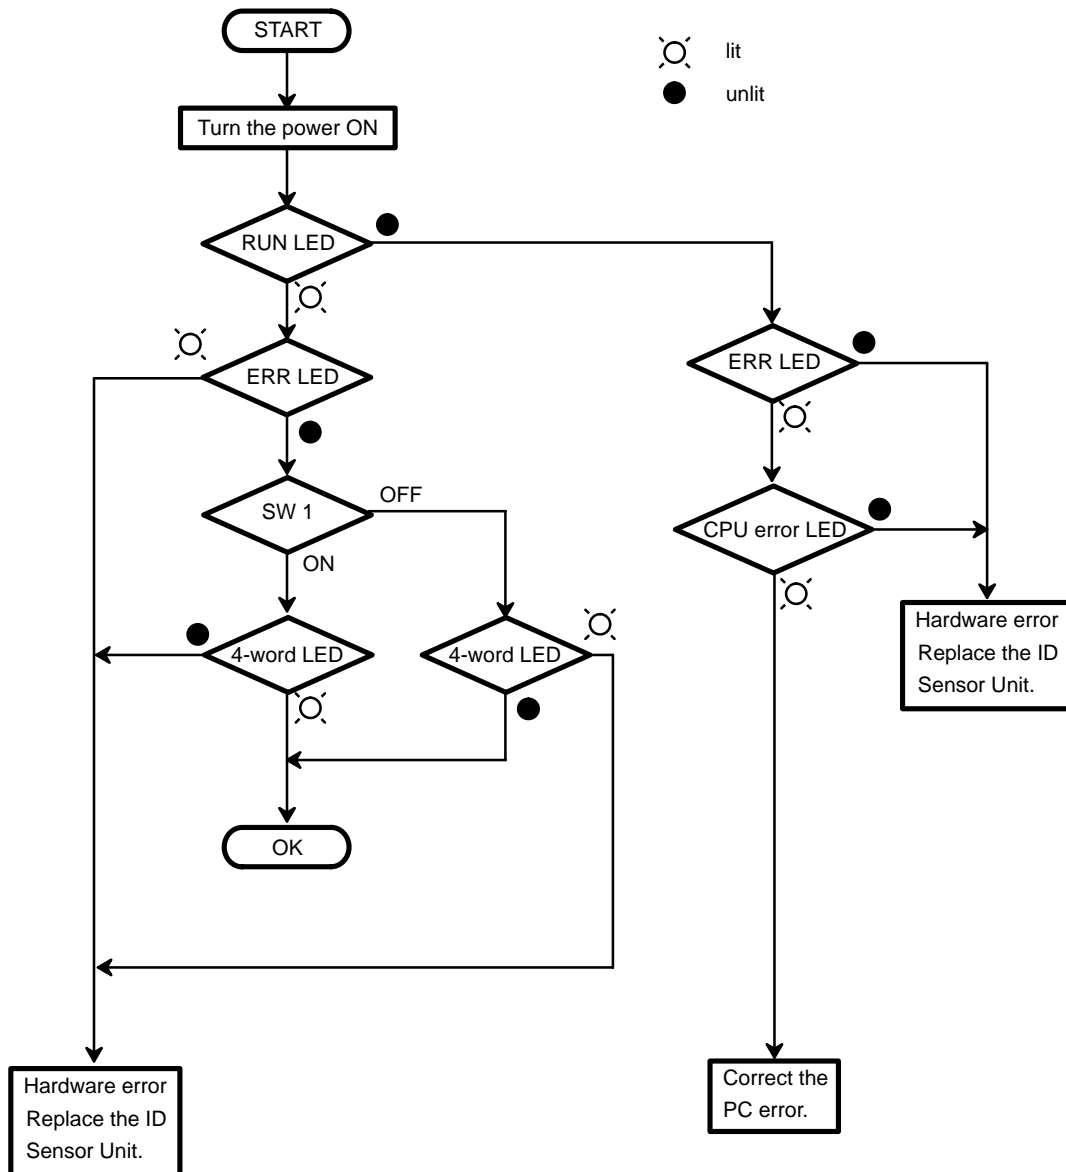 START
lit
unlit
Turn the power ON
RUN LED
ERR LED
ERR LED
OFF
SW 1
CPU error LED
ON
4-word LED
4-word LED
Hardware error
Replace the ID
Sensor Unit.
OK
Hardware error
Replace the ID
Sensor Unit.
Correct the
PC error.